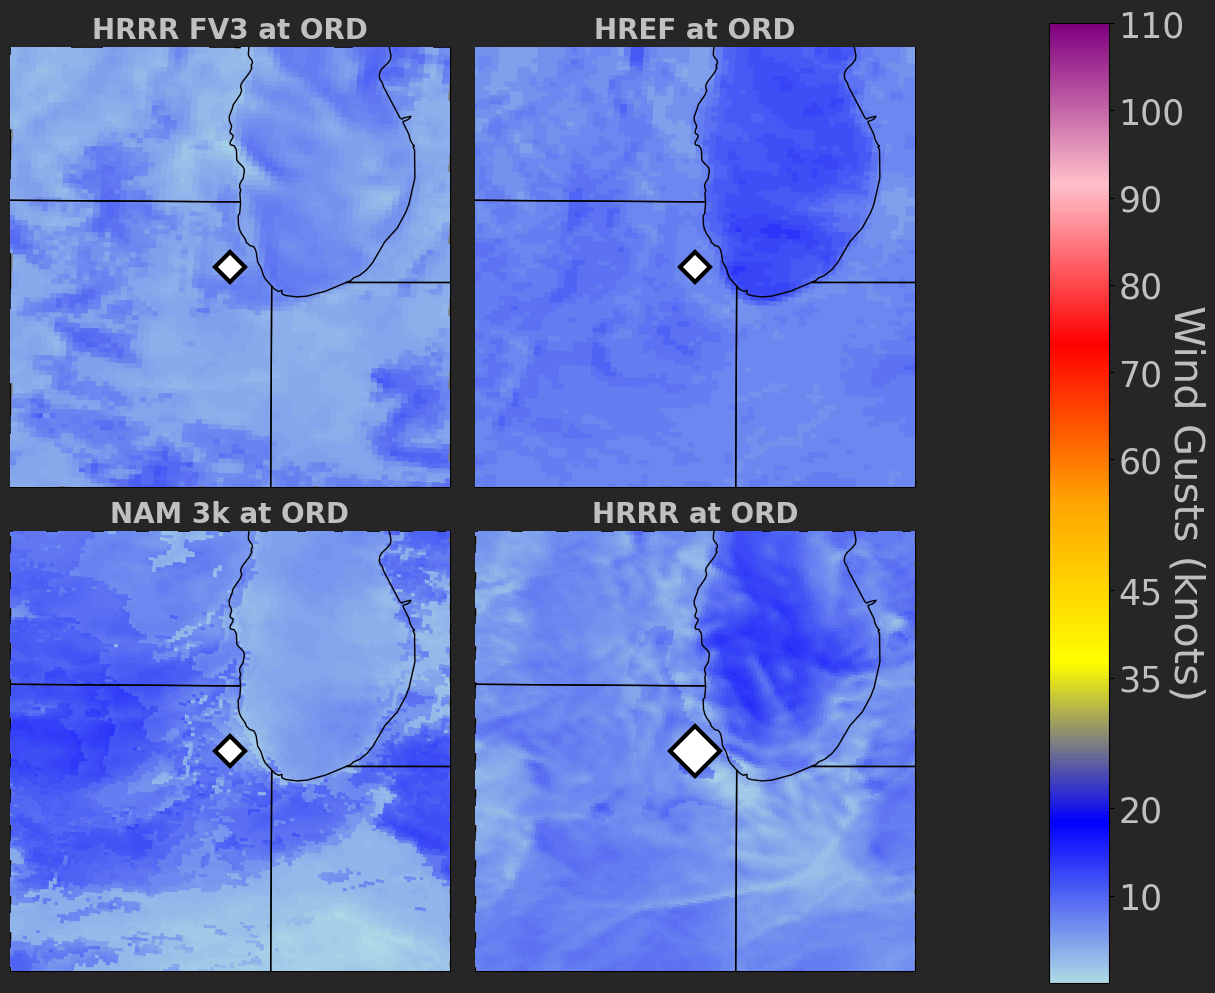 HRRR FV3 at ORD
HREF at ORD
NAM 3k at ORD
HRRR at ORD
110
100
90
80
70
60
45
35
20
10
Wind Gusts (knots)